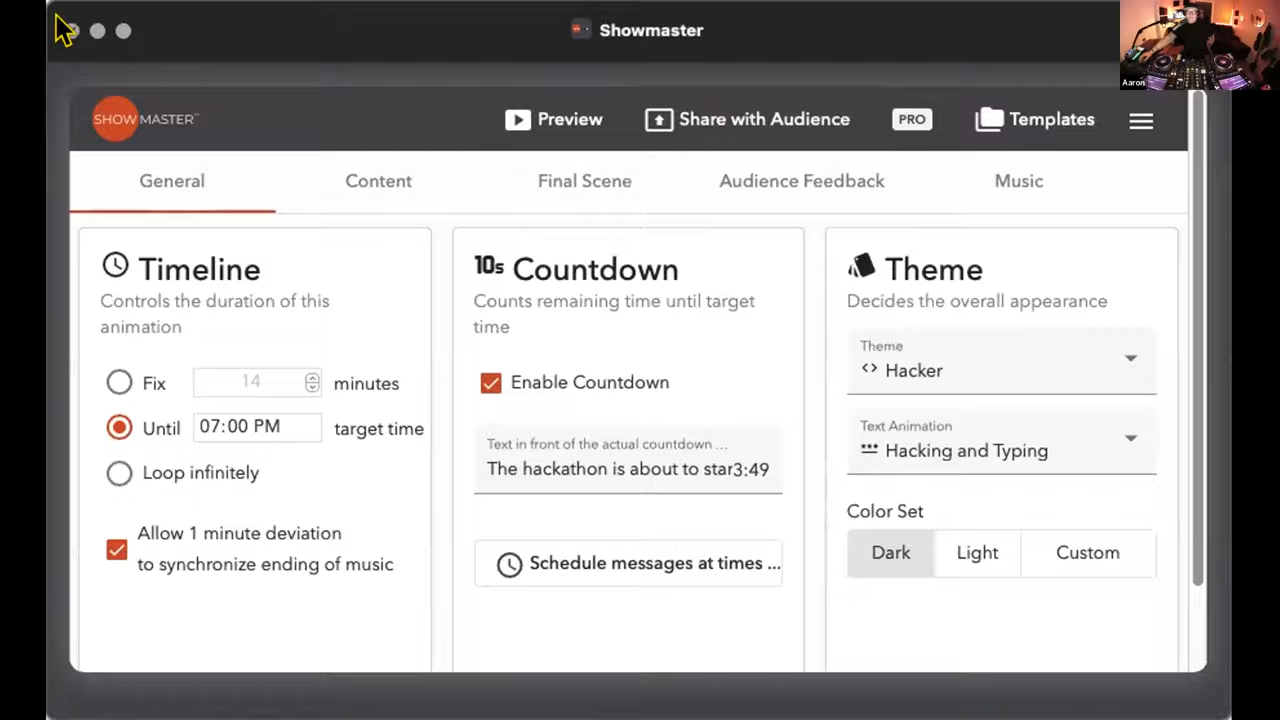 Showmaster
Aaron
SHOW MASTER™
Preview
Share with Audience
PRO
Templates
General
Content
Final Scene
Audience Feedback
Music
Timeline
Controls the duration of this
animation
Fix
14
minutes
Until
07:00 PM
target time
Loop infinitely
Allow 1 minute deviation
to synchronize ending of music
10s Countdown
Counts remaining time until target
time
Enable Countdown
Text in front of the actual countdown ...
The hackathon is about to star3:49
Schedule messages at times ...
Theme
Decides the overall appearance
Theme
<> Hacker
Text Animation
Hacking and Typing
Color Set
Dark
Light
Custom